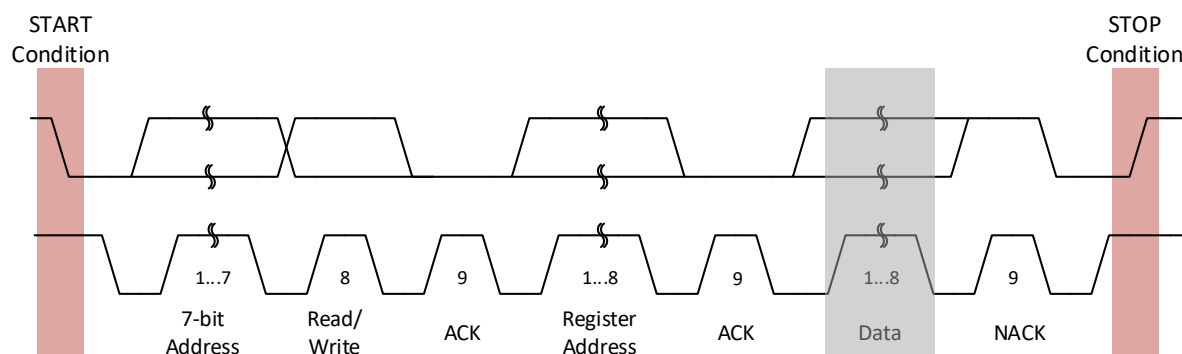 START
Condition
STOP
Condition
1...7
8
9
1...8
9
1...8
9
7-bit
Address
Read/
Write
ACK
Register
Address
ACK
Data
NACK